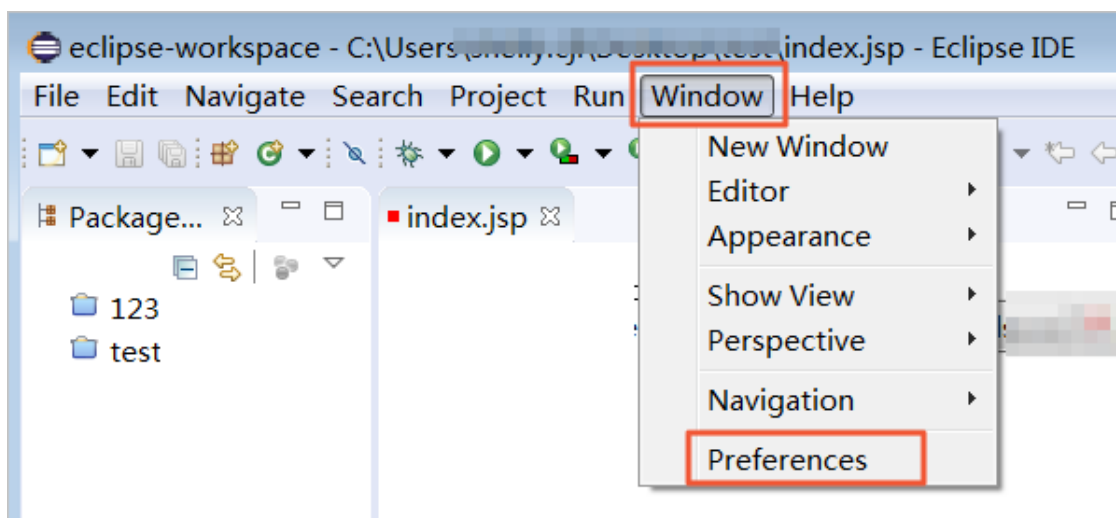 eclipse-workspace - C:\Users\ \index.jsp - Eclipse IDE
File Edit Navigate Search Project Run Window Help
New Window
Editor
Appearance
Show View
Perspective
Navigation
Preferences
Package...
index.jsp
123
test